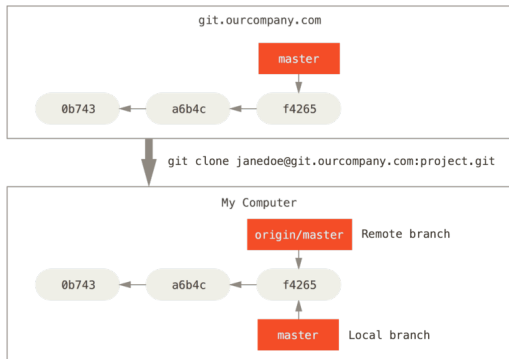 git.ourcompany.com
master
0b743 a6b4c f4265
git clone janedoe@git.ourcompany.com:project.git
My Computer
origin/master Remote branch
0b743 a6b4c f4265
master Local branch